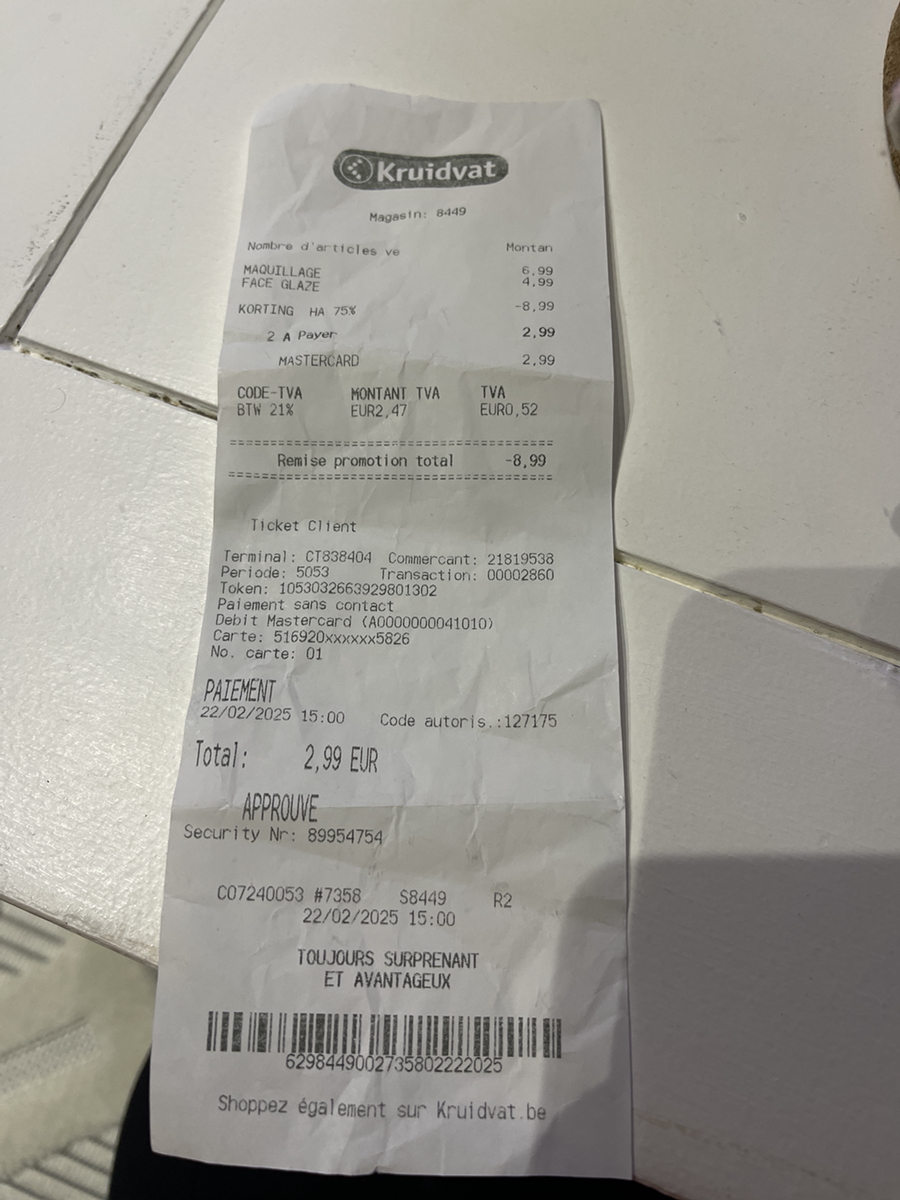 Kruidvat
Magasin: 8449
Nombre d'articles ve Montan
MAQUILLAGE 6,99
FACE GLAZE 4,99
KORTING HA 75% -8,99
2 A Payer 2,99
MASTERCARD 2,99
CODE-TVA MONTANT TVA TVA
BTW 21% EUR2,47 EUR0,52
========================================
Remise promotion total -8,99
========================================
Ticket Client
Terminal: CT838404 Commercant: 21819538
Periode: 5053 Transaction: 00002860
Token: 1053032663929801302
Paiement sans contact
Debit Mastercard (A0000000041010)
Carte: 516920xxxxxx5826
No. carte: 01
PAIEMENT
22/02/2025 15:00 Code autoris.:127175
Total: 2,99 EUR
APPROUVE
Security Nr: 89954754
C07240053 #7358 S8449 R2
22/02/2025 15:00
TOUJOURS SURPRENANT
ET AVANTAGEUX
6298449002735802222025
Shoppez également sur Kruidvat.be